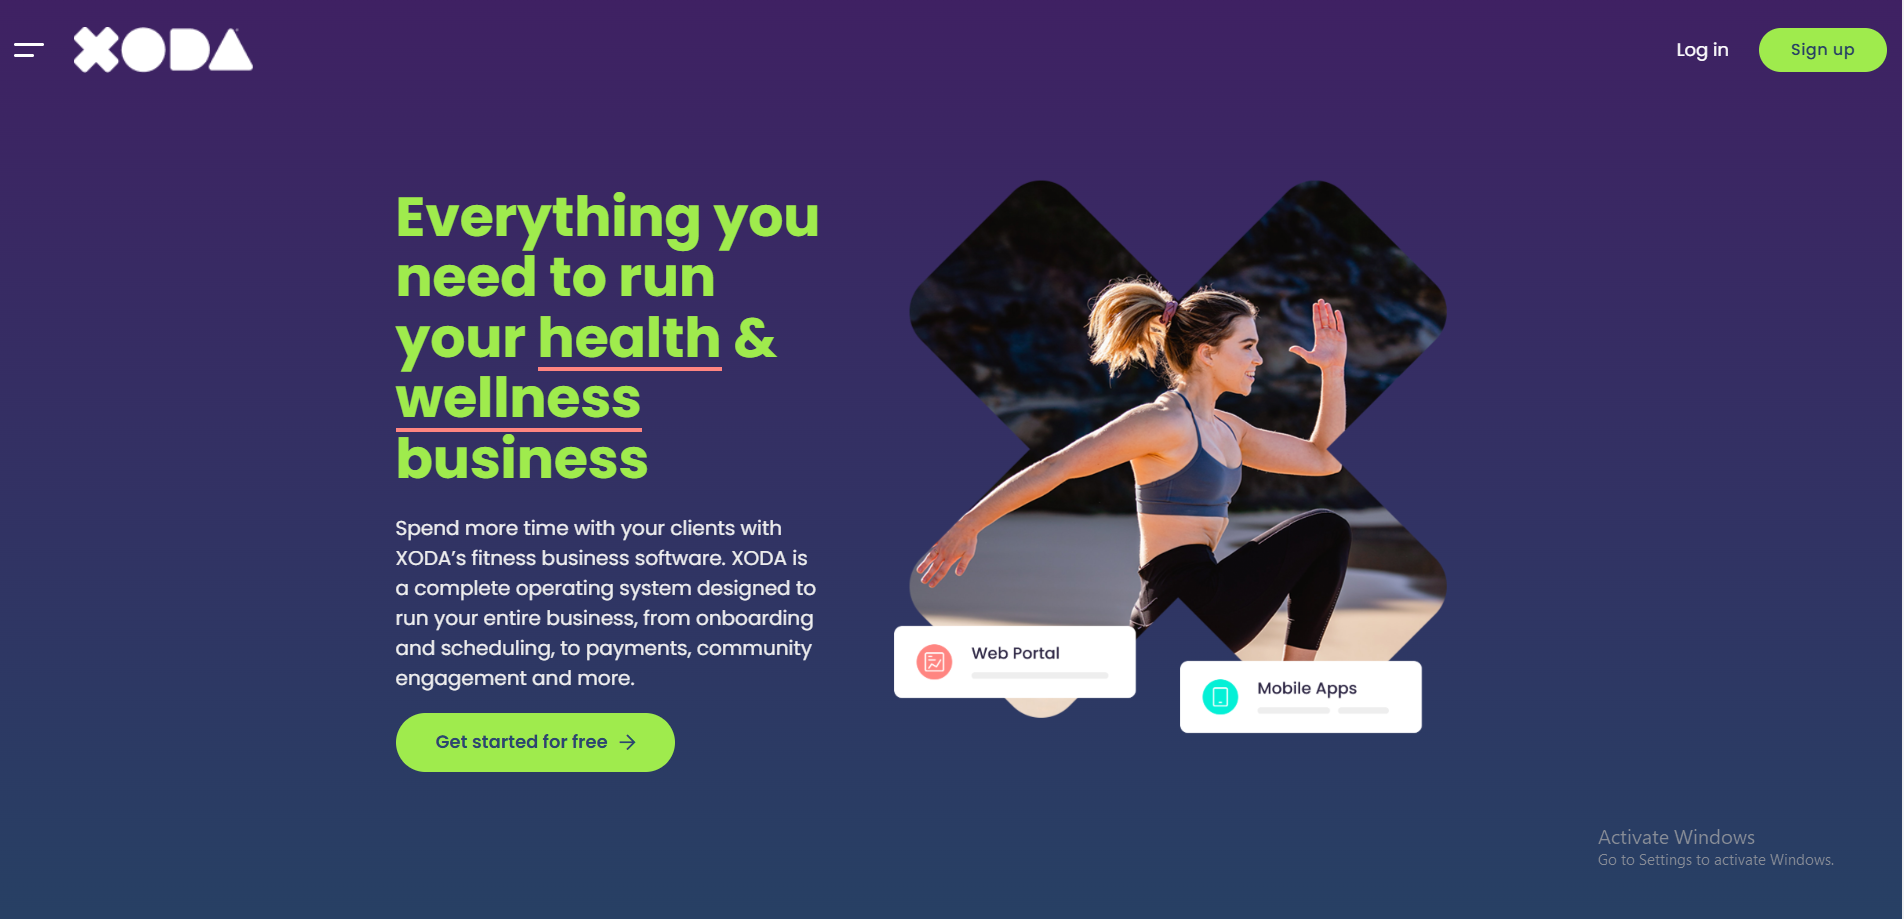 XODA
Log in
Sign up
Everything you
need to run
your health &
wellness
business
Spend more time with your clients with
XODA’s fitness business software. XODA is
a complete operating system designed to
run your entire business, from onboarding
and scheduling, to payments, community
engagement and more.
Get started for free
Web Portal
Mobile Apps
Activate Windows
Go to Settings to activate Windows.